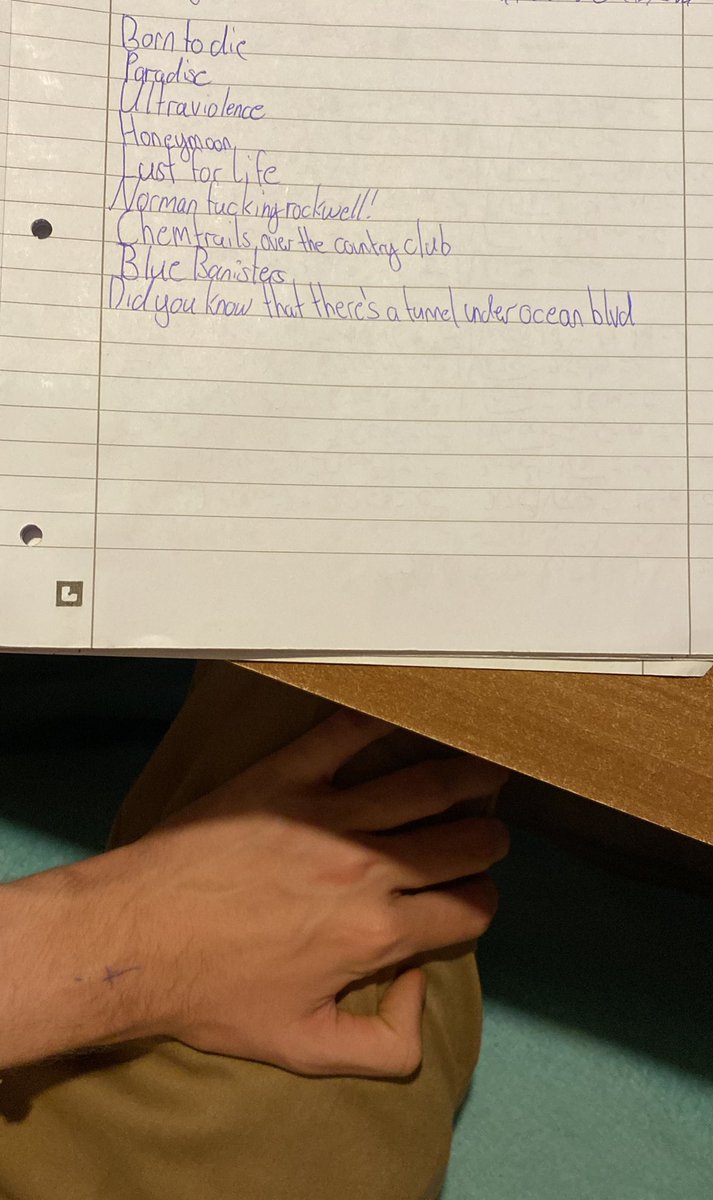 Born to die
Paradise
Ultraviolence
Honeymoon
Lust for Life
Norman fucking rockwell!
Chemtrails over the country club
Blue Banisters
Did you know that there's a tunnel under ocean blvd